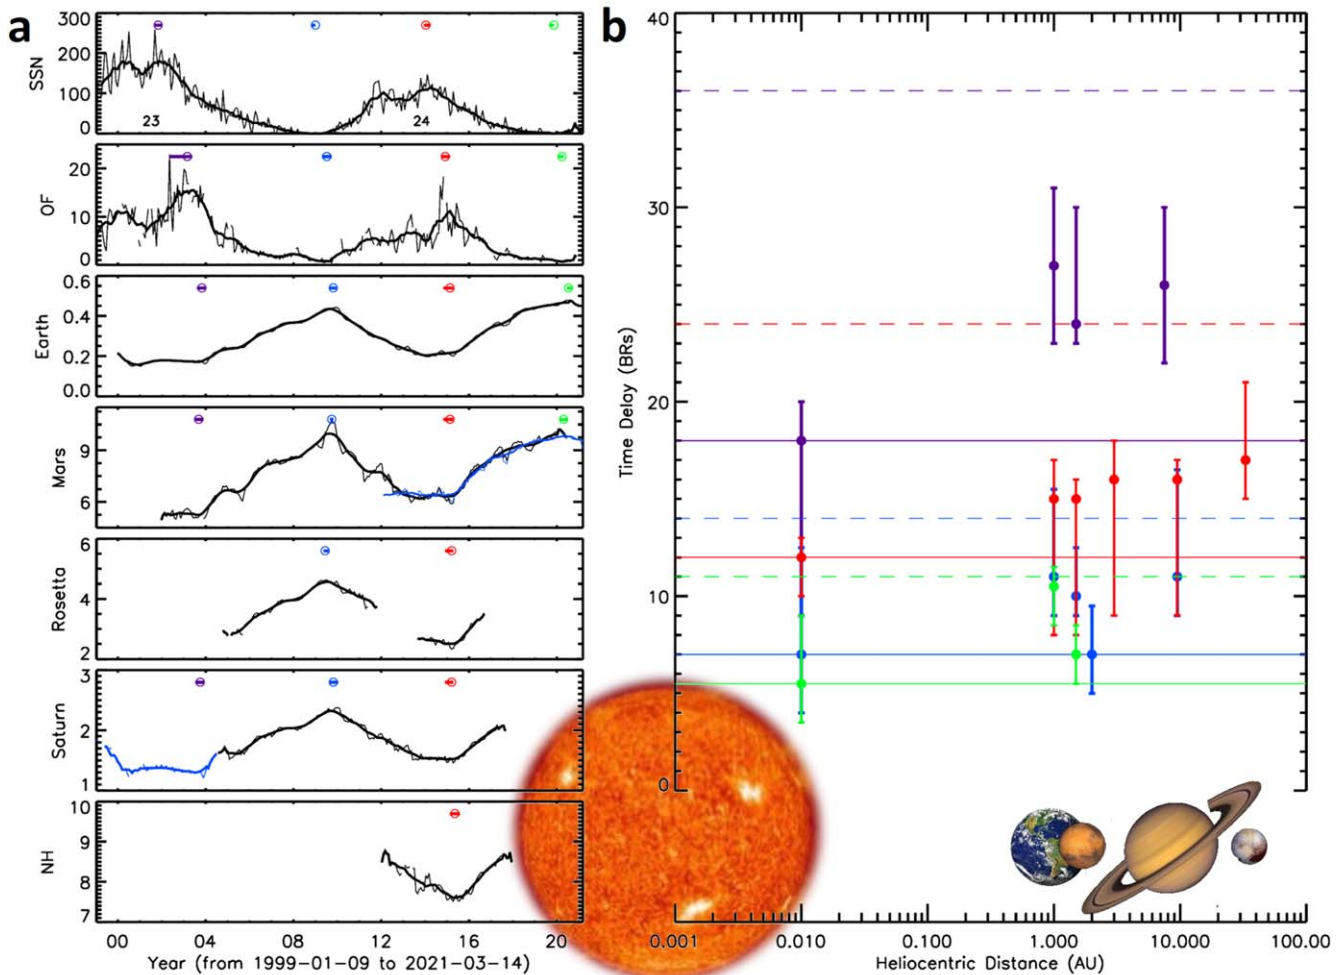 a
SSN
300
200
100
0
23
24
OF
20
10
0
Earth
0.6
0.4
0.2
0.0
Mars
9
6
Rosetta
6
4
2
Saturn
3
2
1
NH
10
9
8
7
00 04 08 12 16 20
Year (from 1999-01-09 to 2021-03-14)
b
Time Delay (BRs)
40
30
20
10
0
0.001 0.010 0.100 1.000 10.000 100.00
Heliocentric Distance (AU)